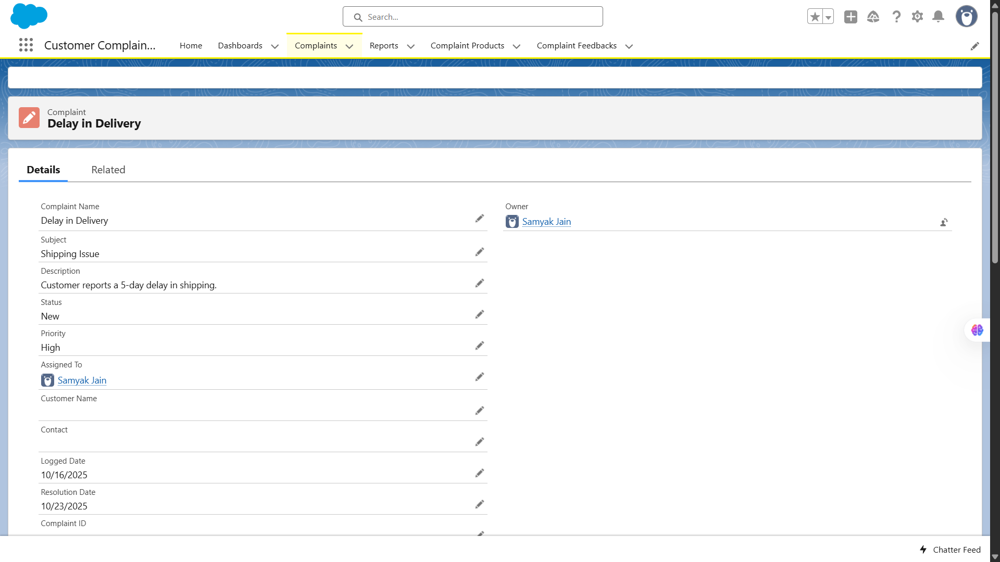 Search...
Customer Complain...
Home
Dashboards
Complaints
Reports
Complaint Products
Complaint Feedbacks
Complaint
Delay in Delivery
Details
Related
Complaint Name
Delay in Delivery
Owner
Samyak Jain
Subject
Shipping Issue
Description
Customer reports a 5-day delay in shipping.
Status
New
Priority
High
Assigned To
Samyak Jain
Customer Name
Contact
Logged Date
10/16/2025
Resolution Date
10/23/2025
Complaint ID
Chatter Feed